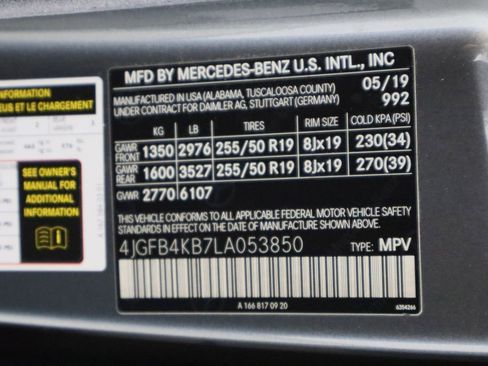 MFD BY MERCEDES-BENZ U.S. INTL., INC
MANUFACTURED IN USA (ALABAMA, TUSCALOOSA COUNTY) 05/19
UNDER CONTRACT FOR DAIMLER AG, STUTTGART (GERMANY) 992
KG LB TIRES RIM SIZE COLD KPA(PSI)
GAWR FRONT 1350 2976 255/50 R19 8Jx19 230(34)
GAWR REAR 1600 3527 255/50 R19 8Jx19 270(39)
GVWR 2770 6107
THIS VEHICLE CONFORMS TO ALL APPLICABLE FEDERAL MOTOR VEHICLE SAFETY
STANDARDS IN EFFECT ON THE DATE OF MANUFACTURE SHOWN ABOVE.
4JGFB4KB7LA053850 TYPE: MPV
A 166 817 09 20
6354266
INFORMATION
EUS ET LE CHARGEMENT
SEE OWNER'S
MANUAL FOR
ADDITIONAL
INFORMATION